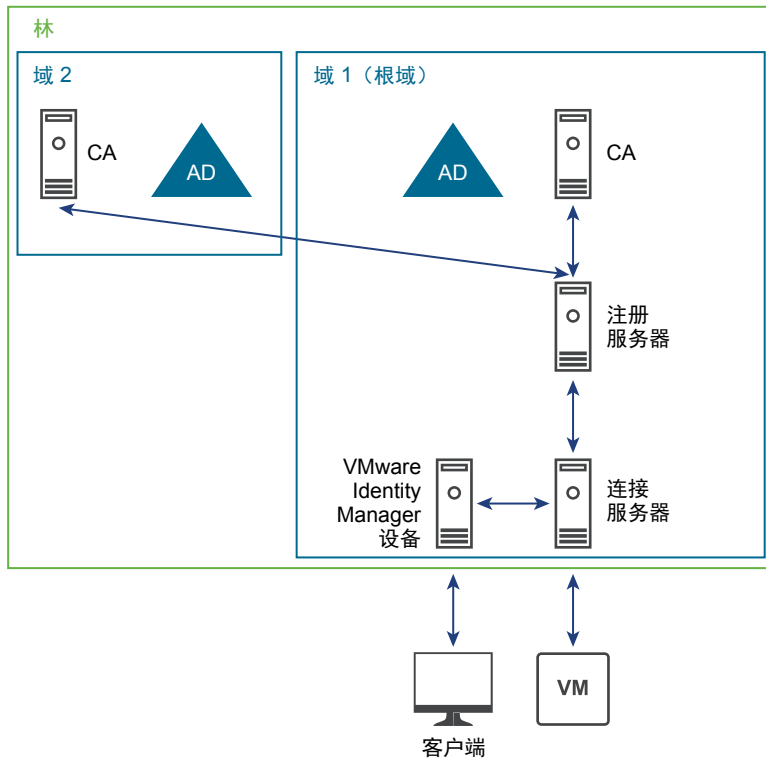 林
域 2
域 1（根域）
CA
AD
AD
CA
注册
服务器
VMware
Identity
Manager
设备
连接
服务器
VM
客户端